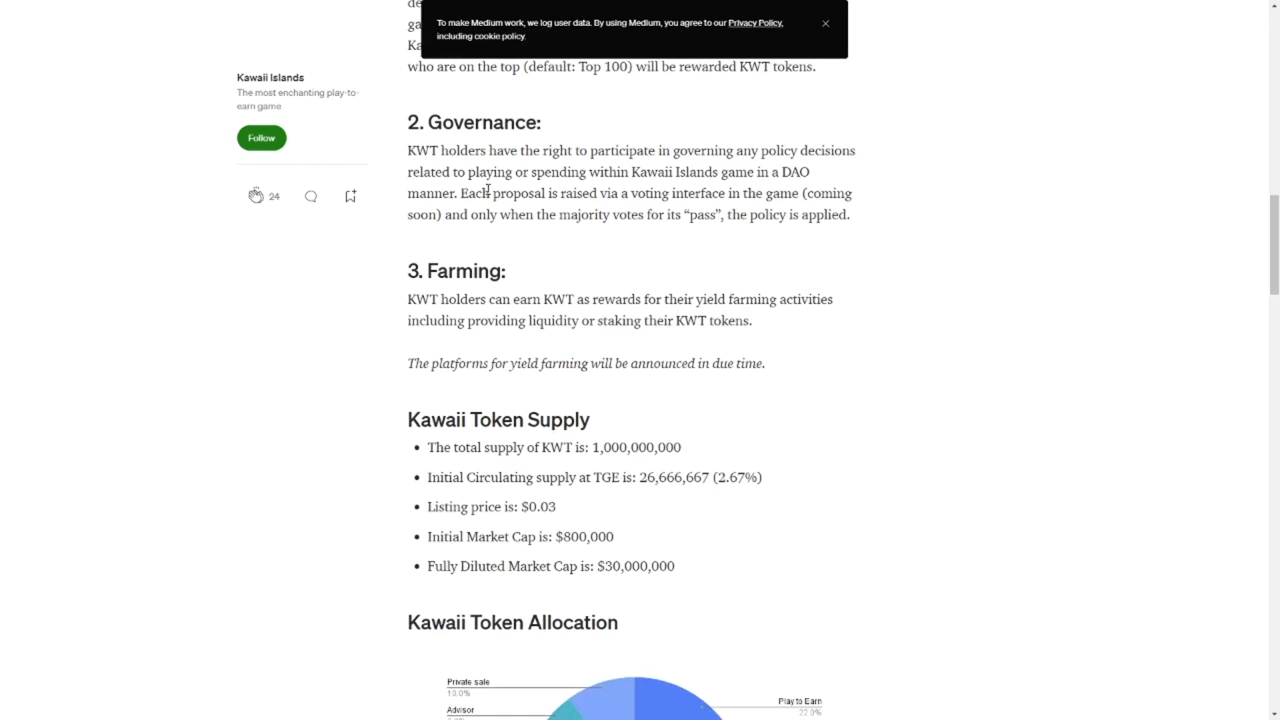 To make Medium work, we log user data. By using Medium, you agree to our Privacy Policy,
including cookie policy.
who are on the top (default: Top 100) will be rewarded KWT tokens.
Kawaii Islands
The most enchanting play-to-
earn game
Follow
24
2. Governance:
KWT holders have the right to participate in governing any policy decisions
related to playing or spending within Kawaii Islands game in a DAO
manner. Each proposal is raised via a voting interface in the game (coming
soon) and only when the majority votes for its “pass”, the policy is applied.
3. Farming:
KWT holders can earn KWT as rewards for their yield farming activities
including providing liquidity or staking their KWT tokens.
The platforms for yield farming will be announced in due time.
Kawaii Token Supply
The total supply of KWT is: 1,000,000,000
Initial Circulating supply at TGE is: 26,666,667 (2.67%)
Listing price is: $0.03
Initial Market Cap is: $800,000
Fully Diluted Market Cap is: $30,000,000
Kawaii Token Allocation
Private sale
10.0%
Advisor
Play to Earn
22.0%